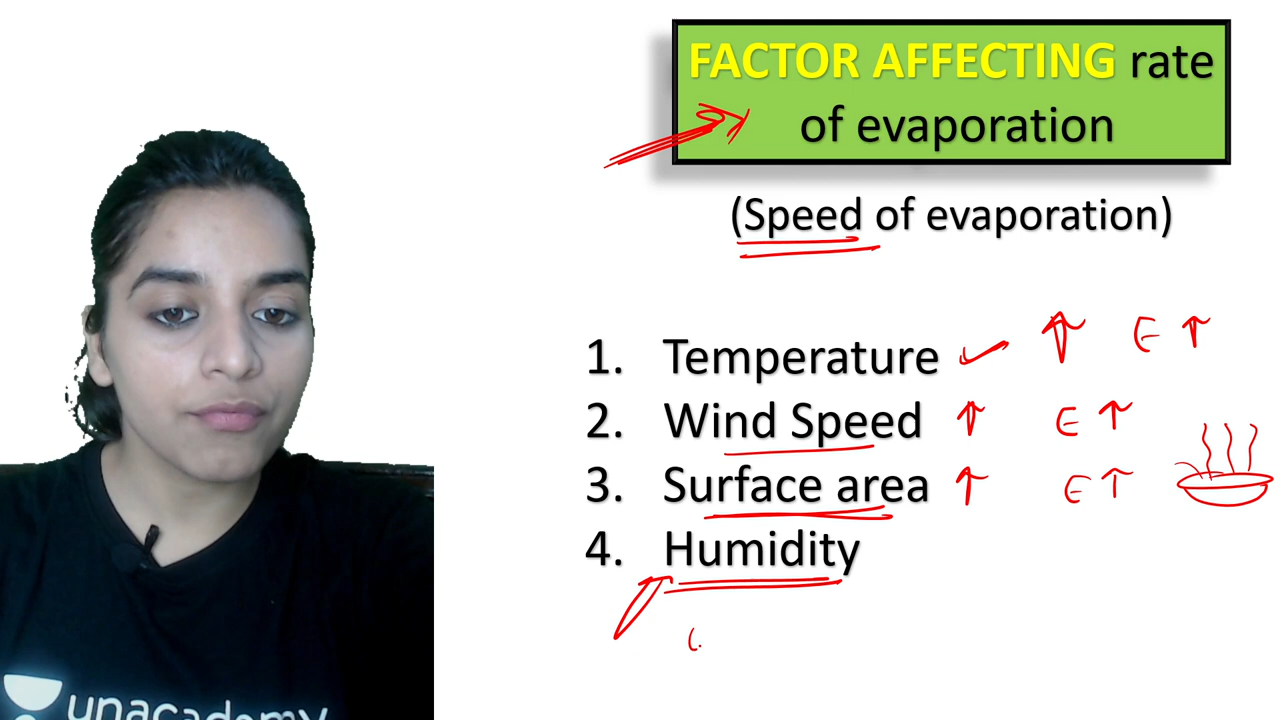 FACTOR AFFECTING rate
of evaporation
(Speed of evaporation)
1. Temperature ↑ E ↑
2. Wind Speed ↑ E ↑
3. Surface area ↑ E ↑
4. Humidity
unacademy